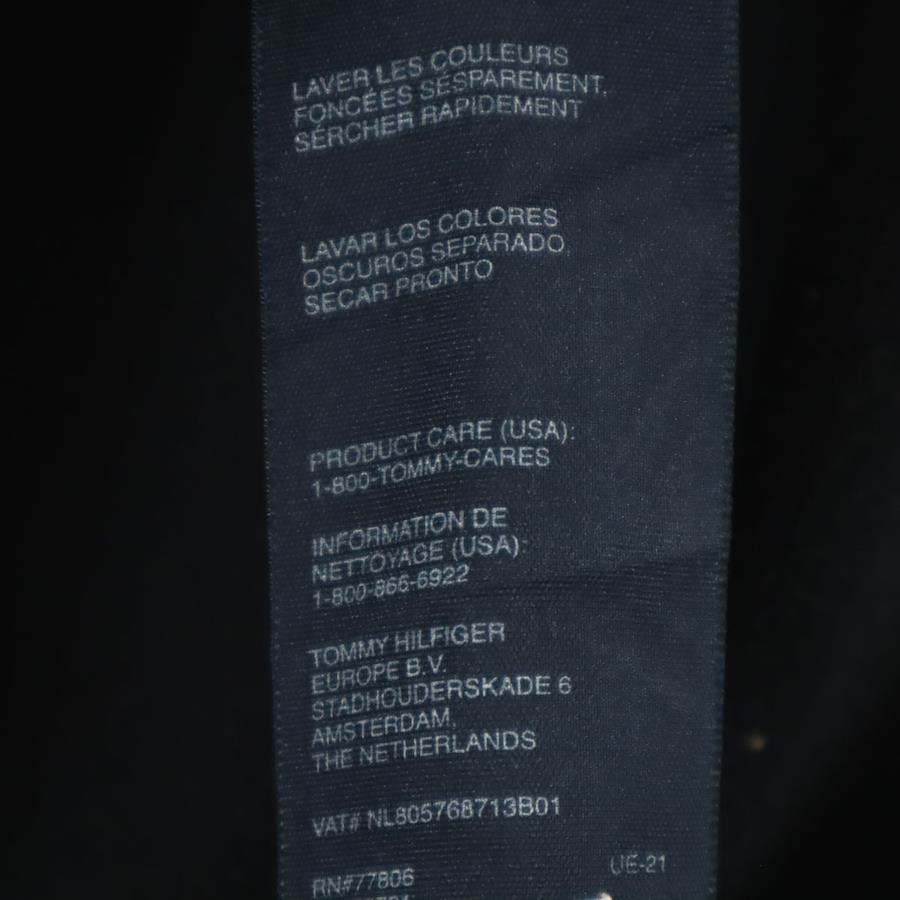 LAVER LES COULEURS
FONCÉES SÉSPAREMENT,
SÉRCHER RAPIDEMENT
LAVAR LOS COLORES
OSCUROS SEPARADO
SECAR PRONTO
PRODUCT CARE (USA):
1-800-TOMMY-CARES
INFORMATION DE
NETTOYAGE (USA):
1-800-866-6922
TOMMY HILFIGER
EUROPE B.V.
STADHOUDERSKADE 6
AMSTERDAM,
THE NETHERLANDS
VAT# NL805768713B01
RN#77806
UE-21